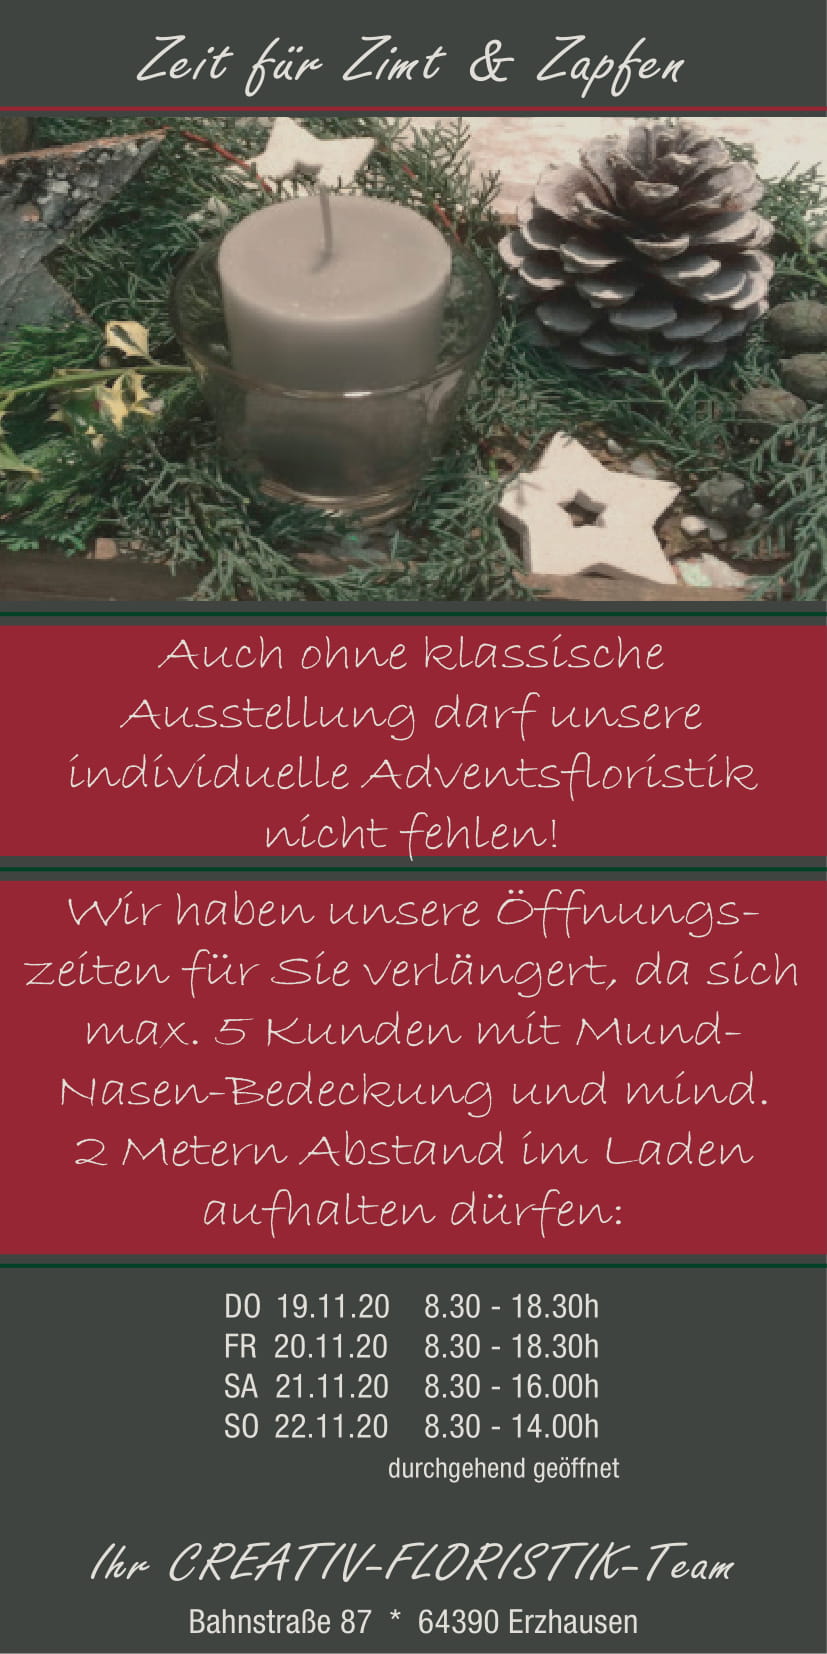 Zeit für Zimt & Zapfen
Auch ohne klassische
Ausstellung darf unsere
individuelle Adventsfloristik
nicht fehlen!
Wir haben unsere Öffnungs-
zeiten für Sie verlängert, da sich
max. 5 Kunden mit Mund-
Nasen-Bedeckung und mind.
2 Metern Abstand im Laden
aufhalten dürfen:
DO 19.11.20 8.30 - 18.30h
FR 20.11.20 8.30 - 18.30h
SA 21.11.20 8.30 - 16.00h
SO 22.11.20 8.30 - 14.00h
durchgehend geöffnet
Ihr CREATIV-FLORISTIK-Team
Bahnstraße 87 * 64390 Erzhausen